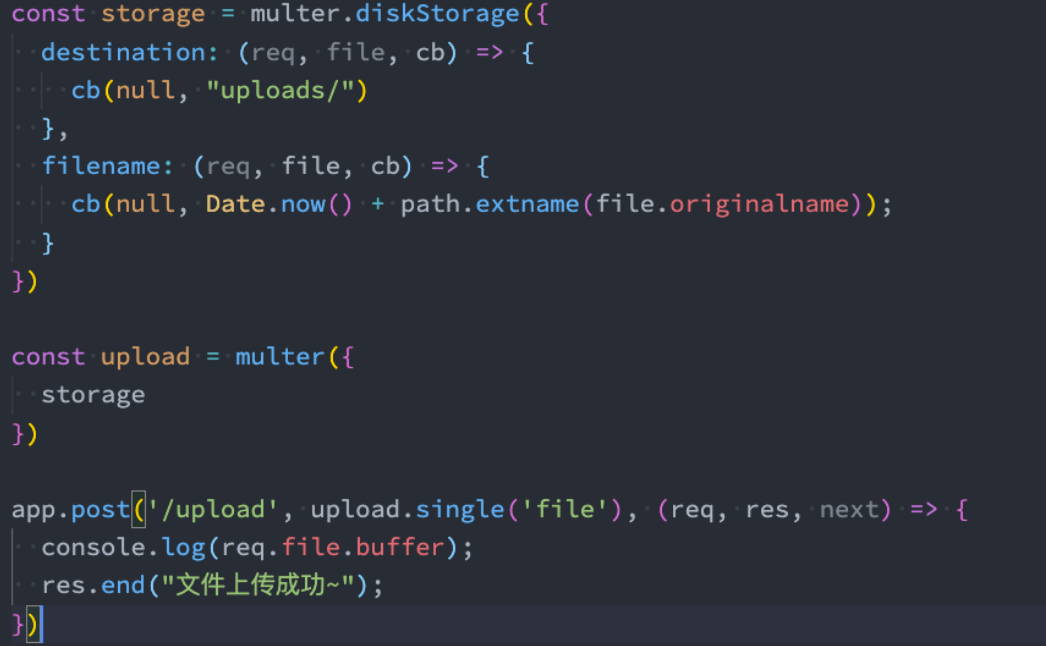 const storage = multer.diskStorage({
  destination: (req, file, cb) => {
    cb(null, "uploads/")
  },
  filename: (req, file, cb) => {
    cb(null, Date.now() + path.extname(file.originalname));
  }
})

const upload = multer({
  storage
})

app.post('/upload', upload.single('file'), (req, res, next) => {
  console.log(req.file.buffer);
  res.end("文件上传成功~");
})